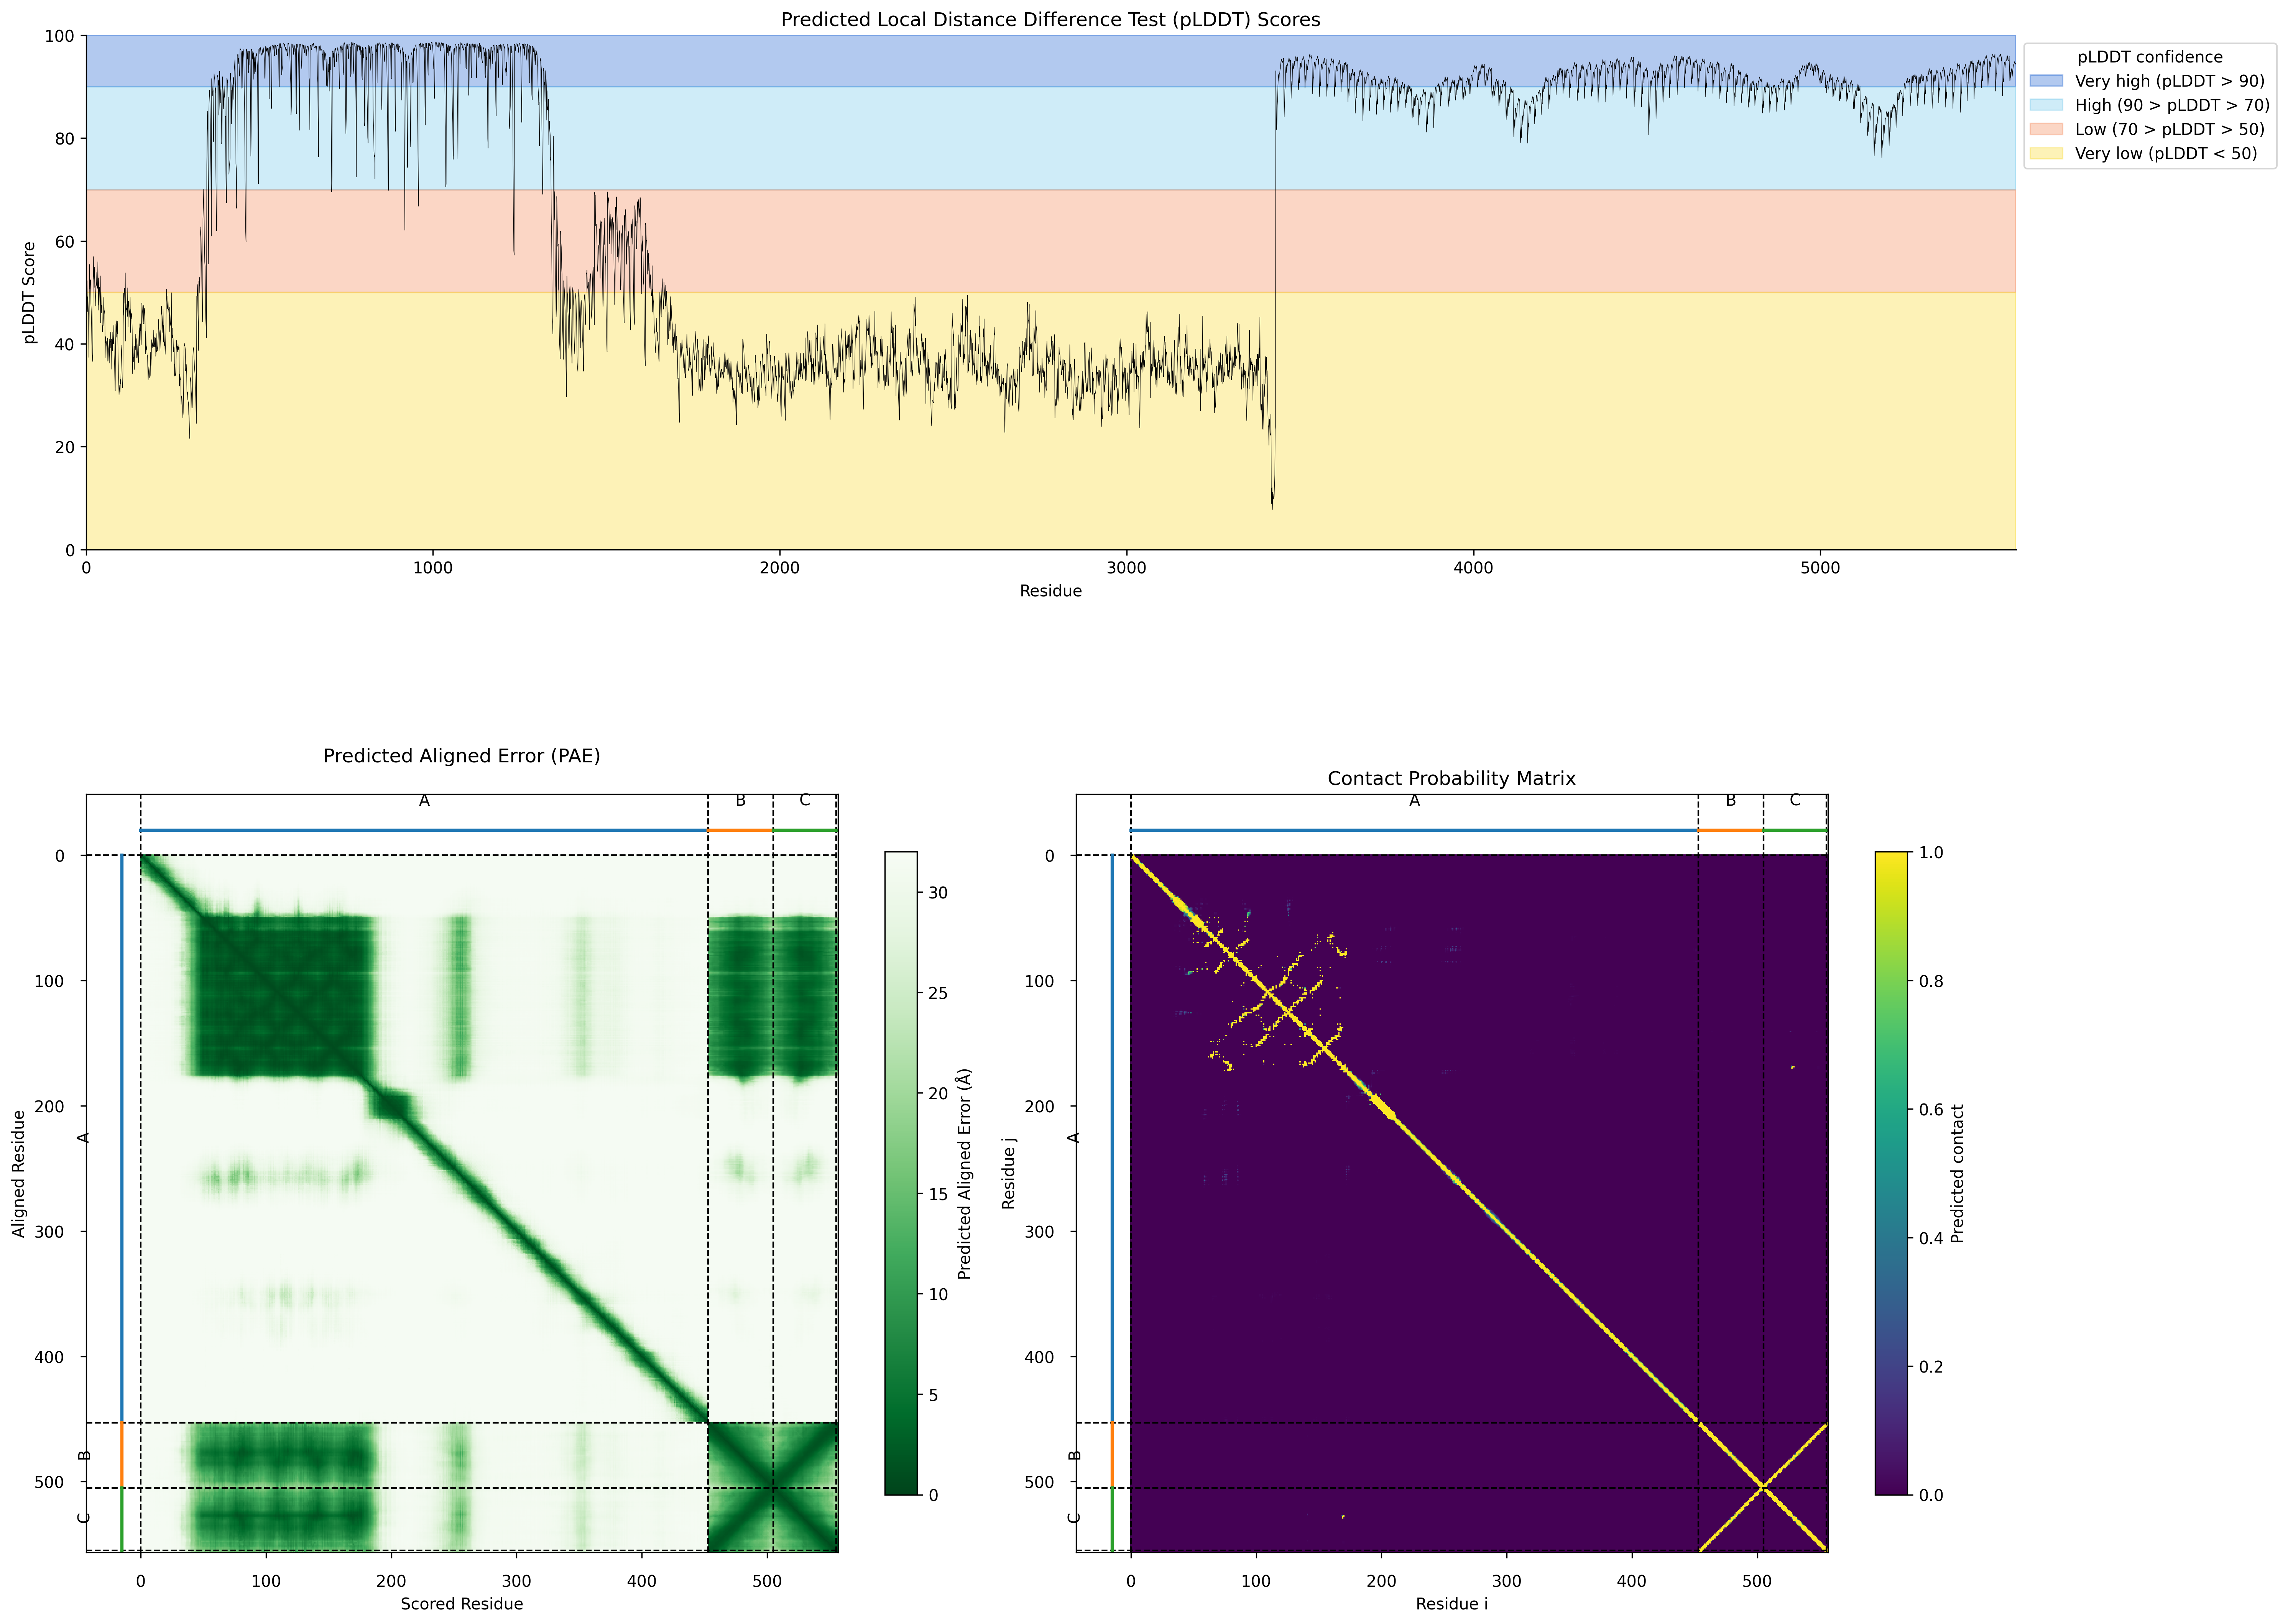 Predicted Local Distance Difference Test (pLDDT) Scores
100
80
60
40
20
0
pLDDT Score
0 1000 2000 3000 4000 5000
Residue
pLDDT confidence
Very high (pLDDT > 90)
High (90 > pLDDT > 70)
Low (70 > pLDDT > 50)
Very low (pLDDT < 50)
Predicted Aligned Error (PAE)
A B C
0
100
200
300
400
500
A
B
C
Aligned Residue
0 100 200 300 400 500
Scored Residue
30
25
20
15
10
5
0
Predicted Aligned Error (Å)
Contact Probability Matrix
A B C
0
100
200
300
400
500
A
B
C
Residue j
0 100 200 300 400 500
Residue i
1.0
0.8
0.6
0.4
0.2
0.0
Predicted contact